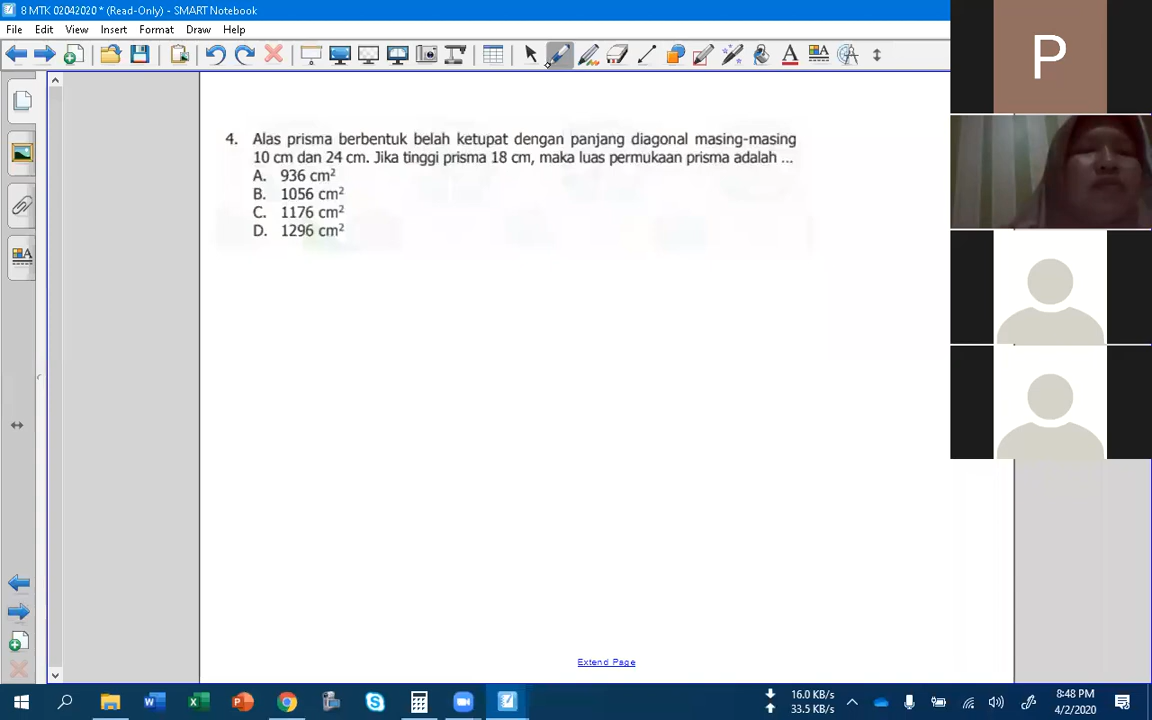 8 MTK 02042020 * (Read-Only) - SMART Notebook
File Edit View Insert Format Draw Help
P
4. Alas prisma berbentuk belah ketupat dengan panjang diagonal masing-masing
10 cm dan 24 cm. Jika tinggi prisma 18 cm, maka luas permukaan prisma adalah ...
A. 936 cm²
B. 1056 cm²
C. 1176 cm²
D. 1296 cm²
Extend Page
16.0 KB/s
33.5 KB/s
8:48 PM
4/2/2020